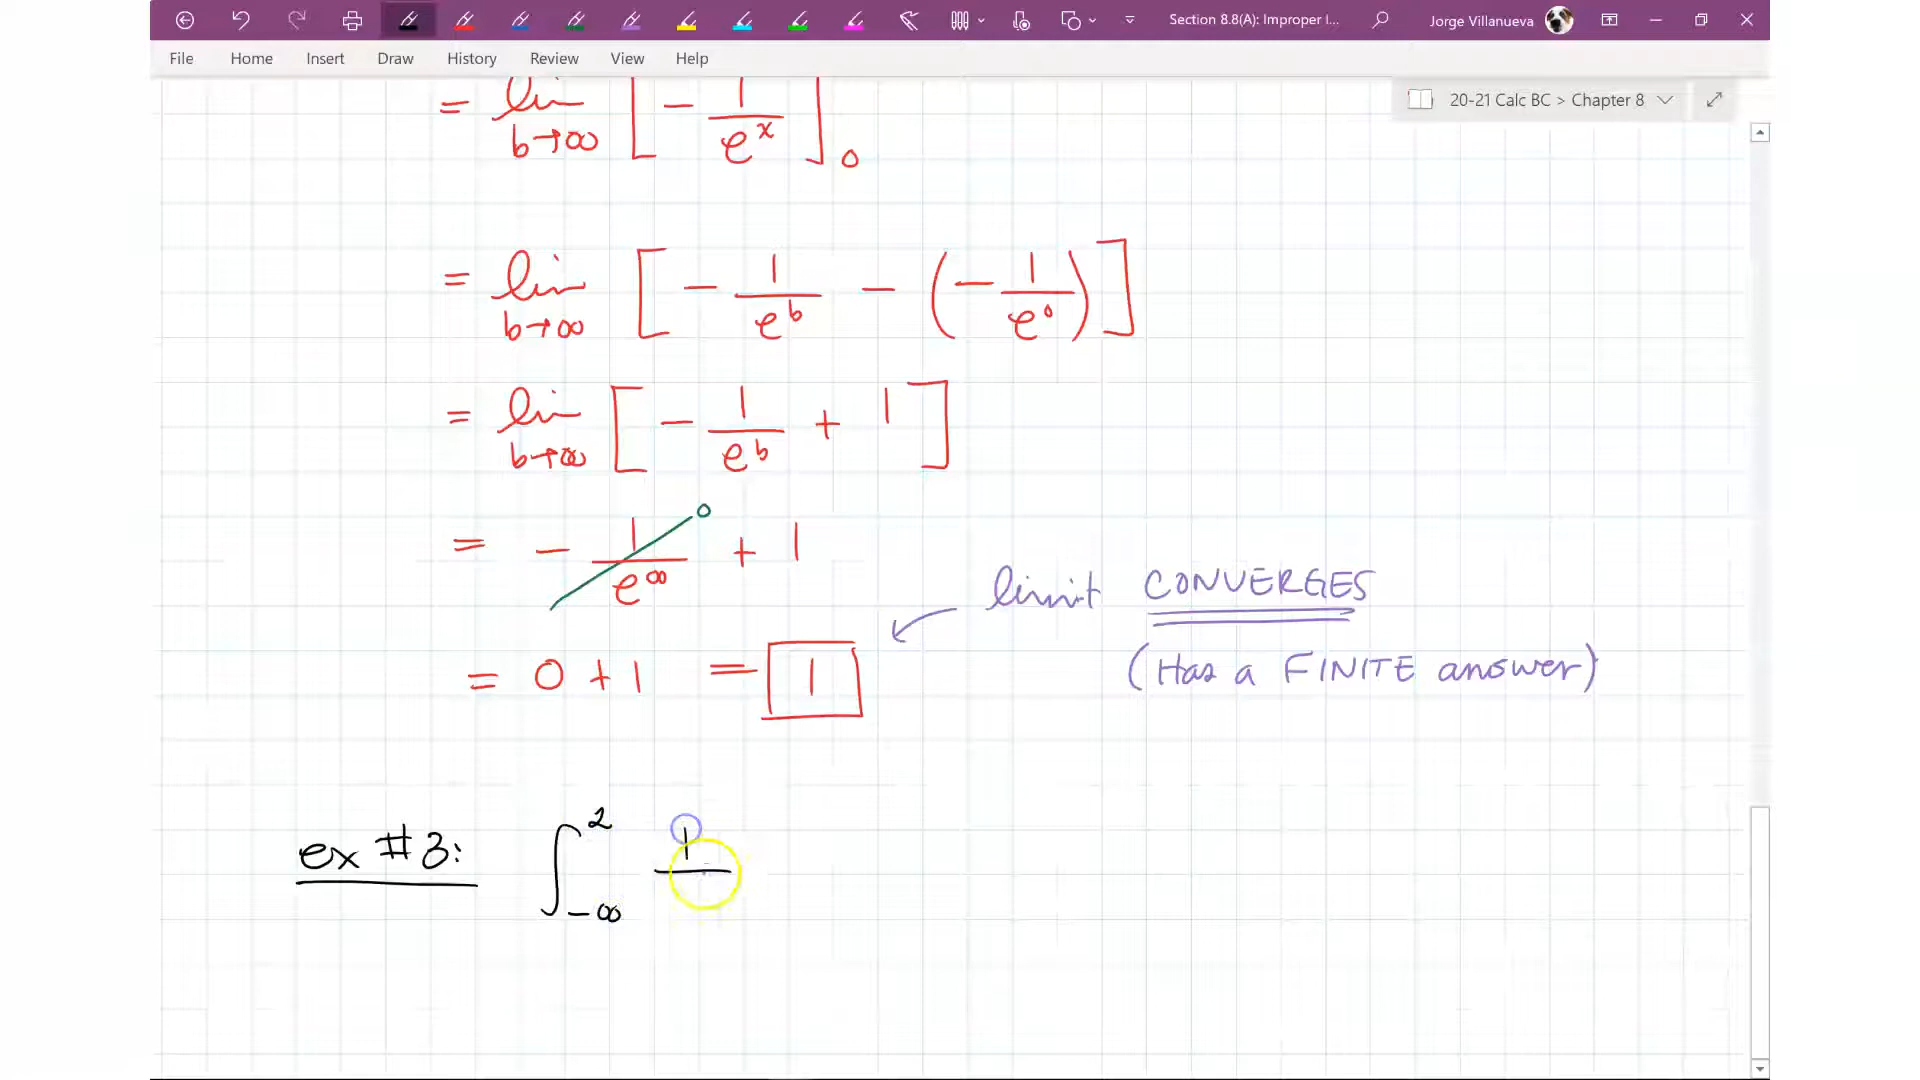 Section 8.8(A): Improper I...
Jorge Villanueva
File Home Insert Draw History Review View Help
20-21 Calc BC > Chapter 8
= lim b→∞ [ - 1/e^x ]_0
= lim b→∞ [ - 1/e^b - ( - 1/e^0 ) ]
= lim b→∞ [ - 1/e^b + 1 ]
= - 1/e^∞ + 1
0
limit CONVERGES
= 0 + 1 = 1
(Has a FINITE answer)
ex #3: ∫_-∞^2 1/